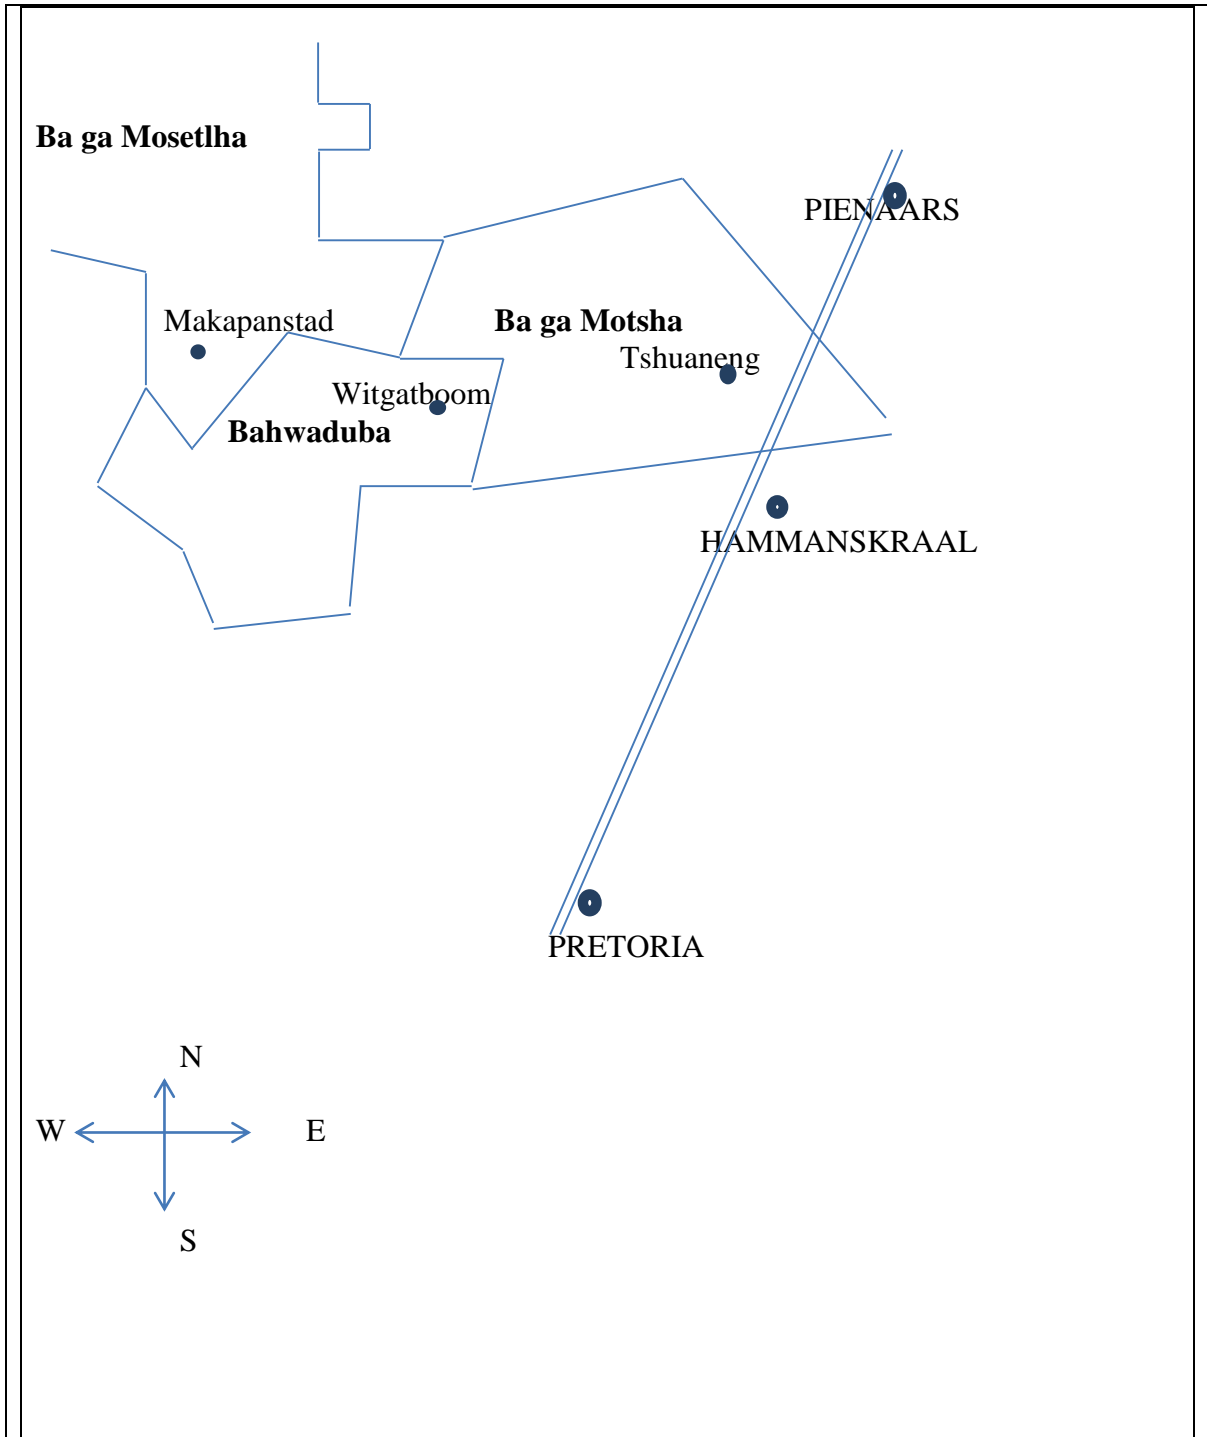 Ba ga Mosetlha
PIENAARS
Makapanstad
Ba ga Motsha
Tshuaneng
Witgatboom
Bahwaduba
HAMMANSKRAAL
PRETORIA
N
W E
S